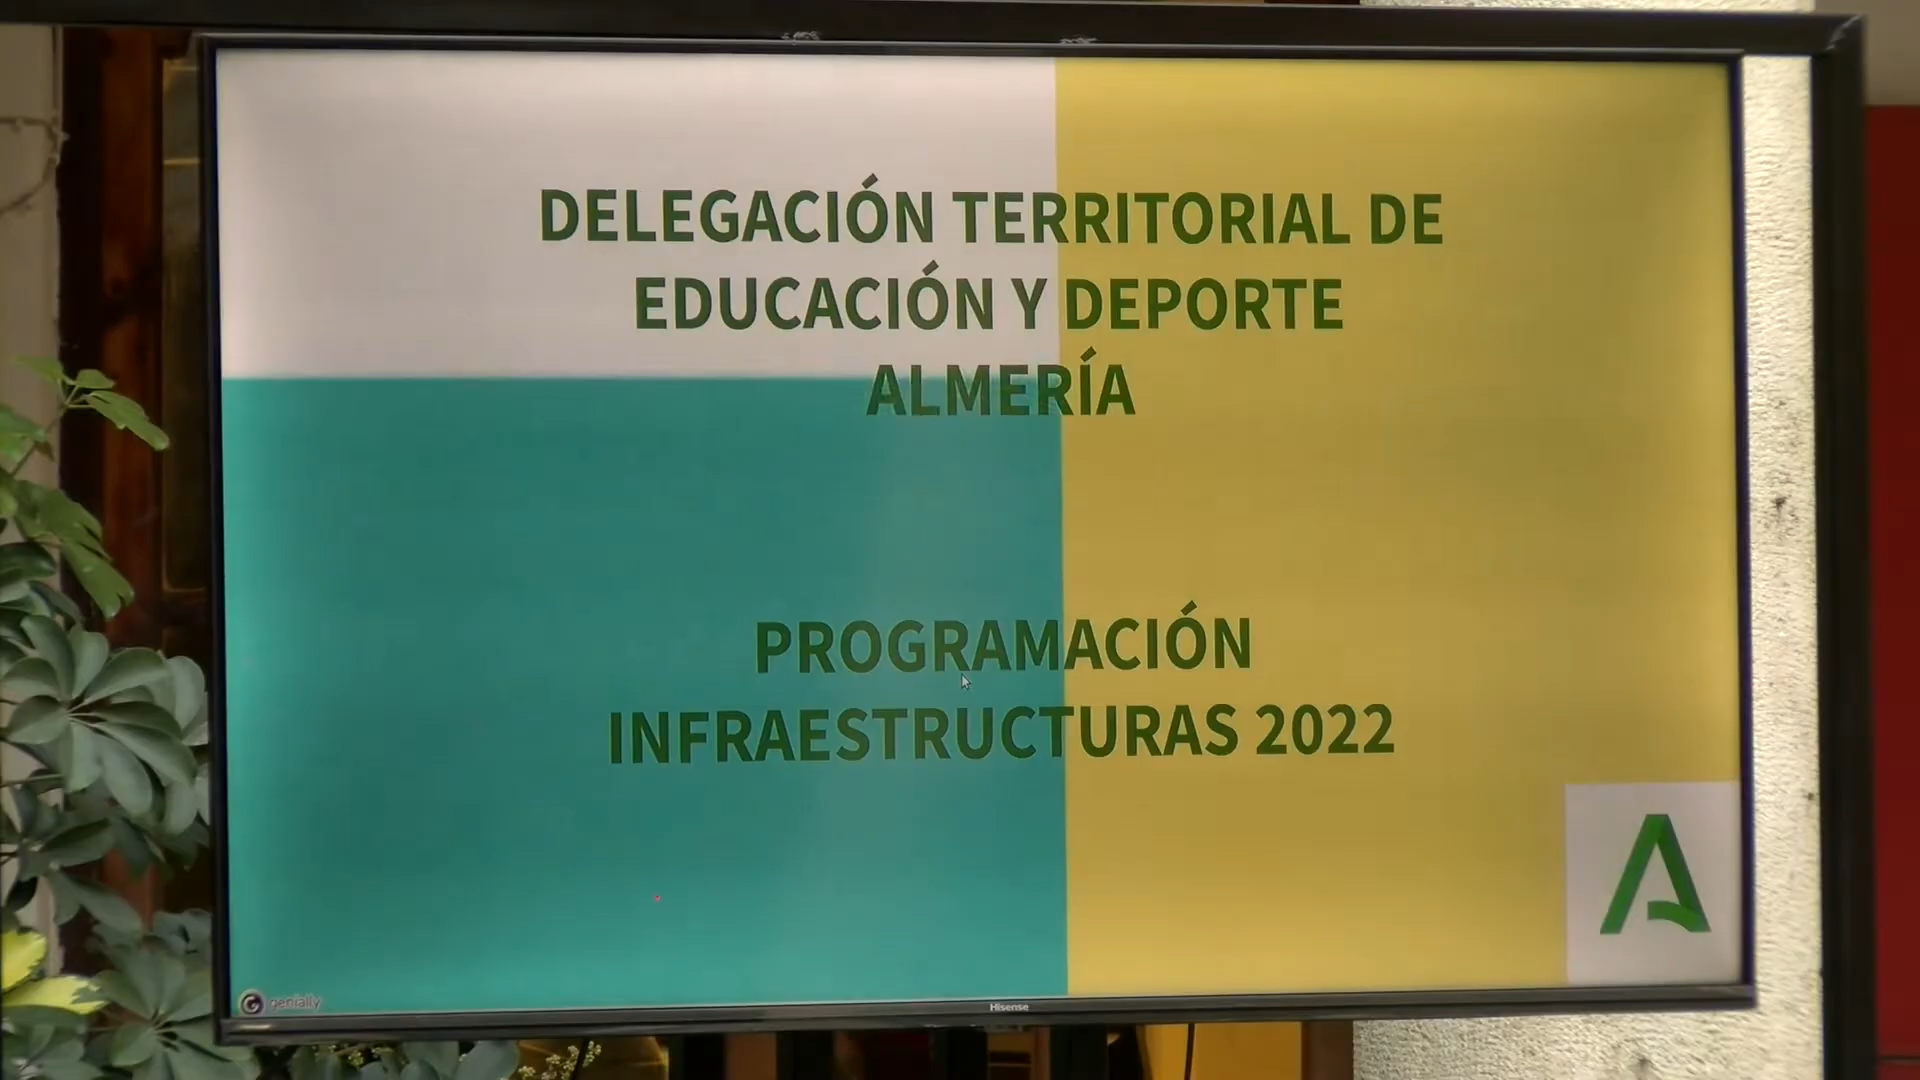 DELEGACIÓN TERRITORIAL DE
EDUCACIÓN Y DEPORTE
ALMERÍA
PROGRAMACIÓN
INFRAESTRUCTURAS 2022
genially
Hisense